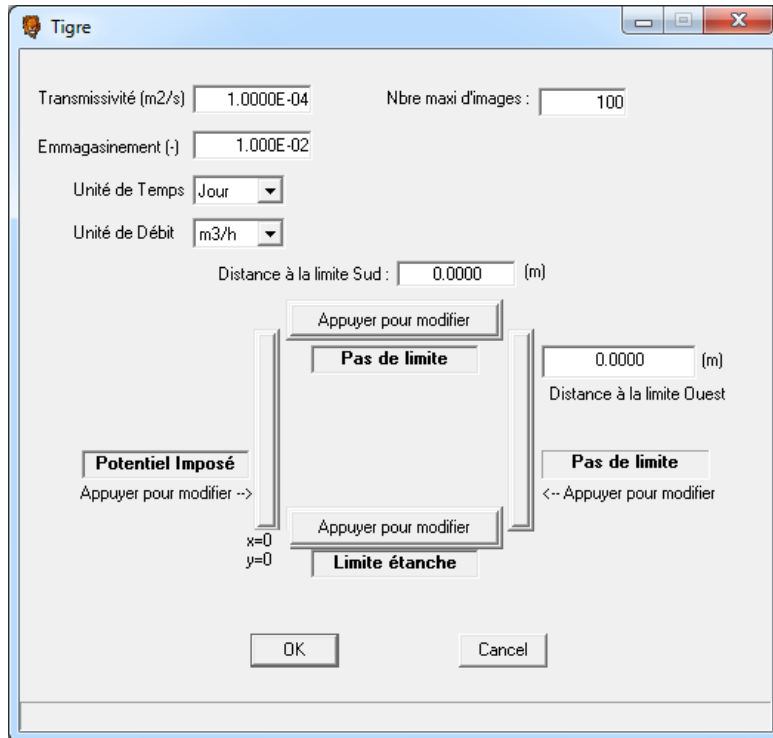 Tigre
Transmissivité (m2/s) 1.0000E-04 Nbre maxi d'images : 100
Emmagasinement (-) 1.000E-02
Unité de Temps Jour
Unité de Débit m3/h
Distance à la limite Sud : 0.0000 (m)
Appuyer pour modifier
Pas de limite
0.0000 (m)
Distance à la limite Ouest
Potentiel Imposé
Appuyer pour modifier -->
Pas de limite
<-- Appuyer pour modifier
x=0
y=0
Appuyer pour modifier
Limite étanche
OK Cancel